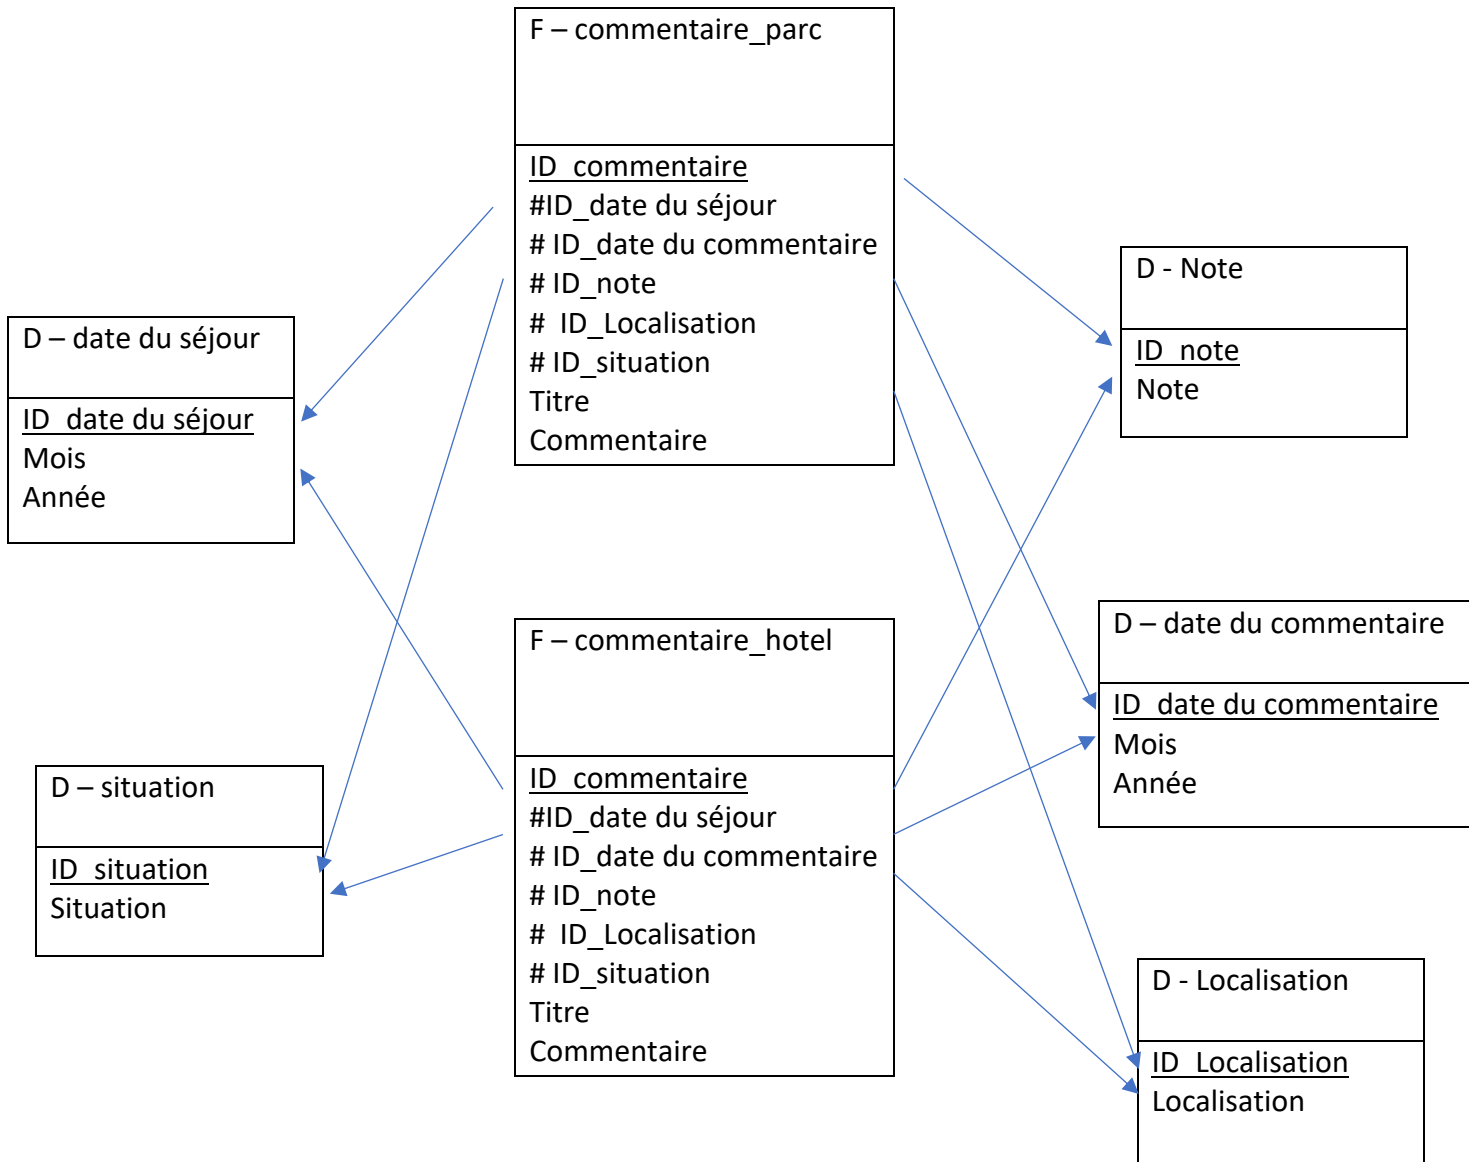 F – commentaire_parc
ID_commentaire
#ID_date du séjour
# ID_date du commentaire
# ID_note
#  ID_Localisation
# ID_situation
Titre
Commentaire
D - Note
ID_note
Note
D – date du séjour
ID_date du séjour
Mois
Année
F – commentaire_hotel
ID_commentaire
#ID_date du séjour
# ID_date du commentaire
# ID_note
#  ID_Localisation
# ID_situation
Titre
Commentaire
D – date du commentaire
ID_date du commentaire
Mois
Année
D – situation
ID_situation
Situation
D - Localisation
ID_Localisation
Localisation